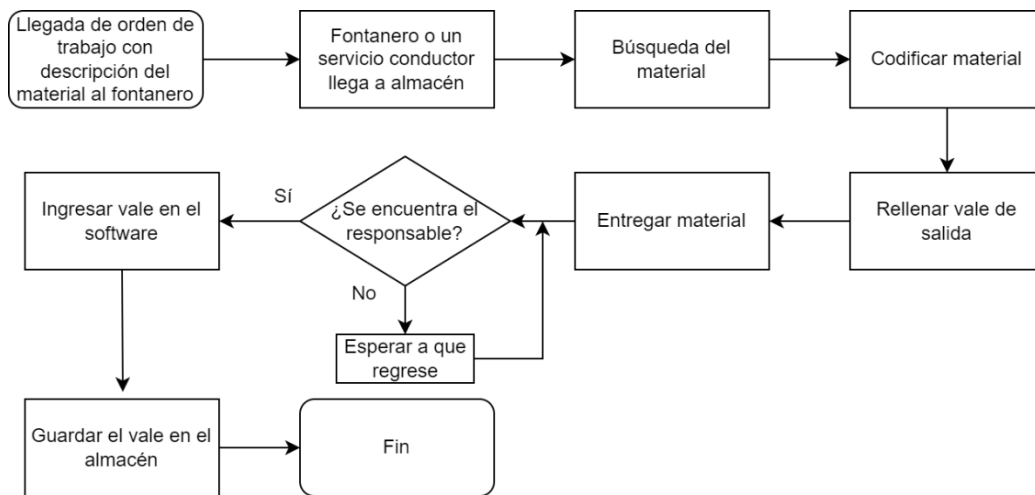 Llegada de orden de
trabajo con
descripción del
material al fontanero
Fontanero o un
servicio conductor
llega a almacén
Búsqueda del
material
Codificar material
Rellenar vale de
salida
Entregar material
¿Se encuentra el
responsable?
Sí
No
Esperar a que
regrese
Ingresar vale en el
software
Guardar el vale en el
almacén
Fin